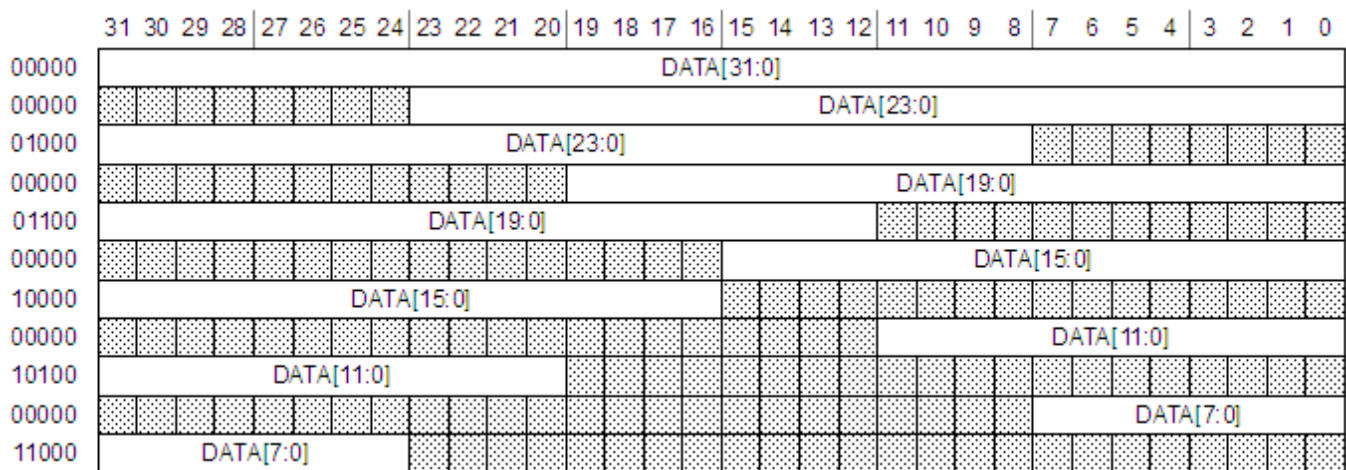 31 30 29 28 27 26 25 24 23 22 21 20 19 18 17 16 15 14 13 12 11 10 9 8 7 6 5 4 3 2 1 0
00000 DATA[31:0]
00000 DATA[23:0]
01000 DATA[23:0]
00000 DATA[19:0]
01100 DATA[19:0]
00000 DATA[15:0]
10000 DATA[15:0]
00000 DATA[11:0]
10100 DATA[11:0]
00000 DATA[7:0]
11000 DATA[7:0]